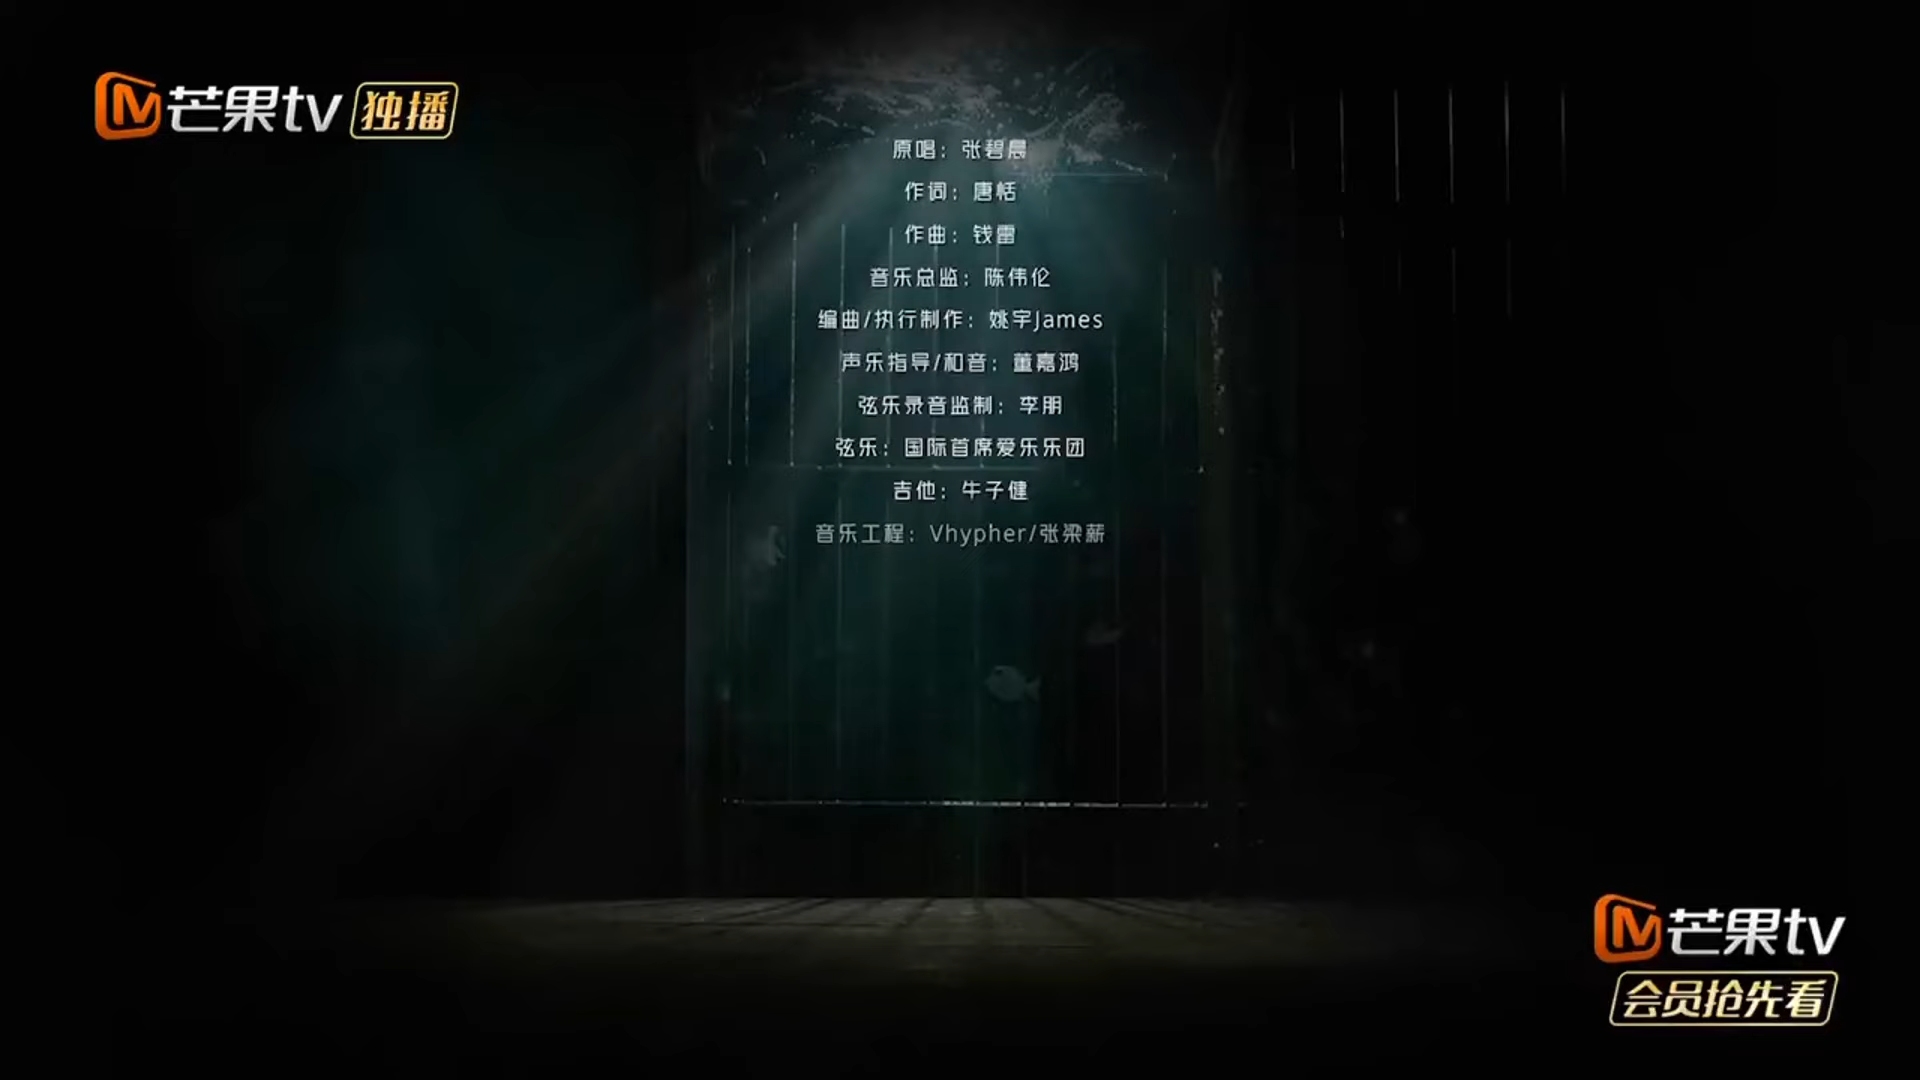 芒果tv 独播
原唱：张碧晨
作词：唐恬
作曲：钱雷
音乐总监：陈伟伦
编曲/执行制作：姚宇James
声乐指导/和音：董嘉鸿
弦乐录音监制：李朋
弦乐：国际首席爱乐乐团
吉他：牛子健
音乐工程：Vhypher/张梁薪
芒果tv
会员抢先看